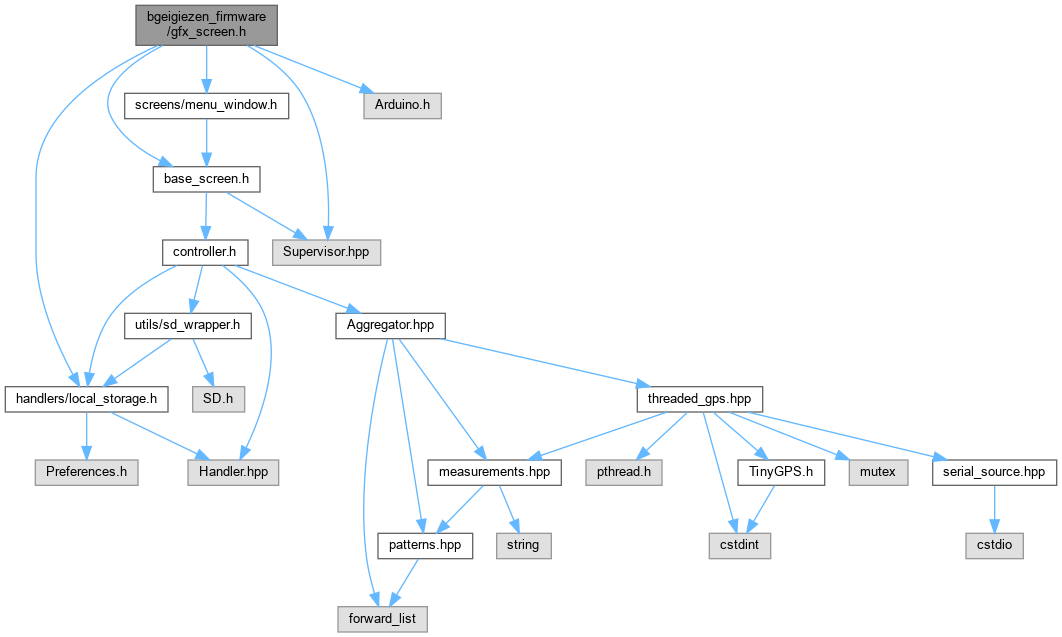 bgeigiezen_firmware
/gfx_screen.h
screens/menu_window.h
Arduino.h
base_screen.h
controller.h
Supervisor.hpp
utils/sd_wrapper.h
Aggregator.hpp
handlers/local_storage.h
SD.h
threaded_gps.hpp
Preferences.h
Handler.hpp
measurements.hpp
pthread.h
TinyGPS.h
mutex
serial_source.hpp
patterns.hpp
string
cstdint
cstdio
forward_list